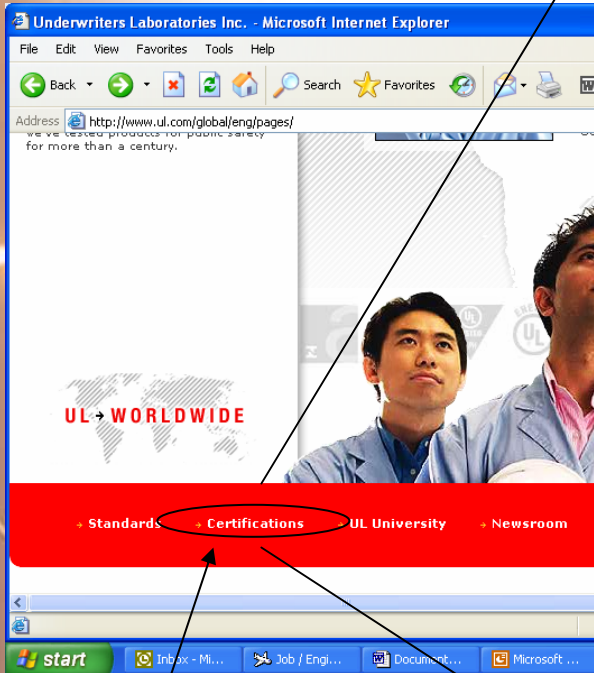 Underwriters Laboratories Inc. - Microsoft Internet Explorer
File Edit View Favorites Tools Help
Back Search Favorites
Address http://www.ul.com/global/eng/pages/
we've tested products for public safety
for more than a century.
UL→WORLDWIDE
→ Standards → Certifications → UL University → Newsroom
start Inbox - Mi... Job / Engi... Document... Microsoft ...